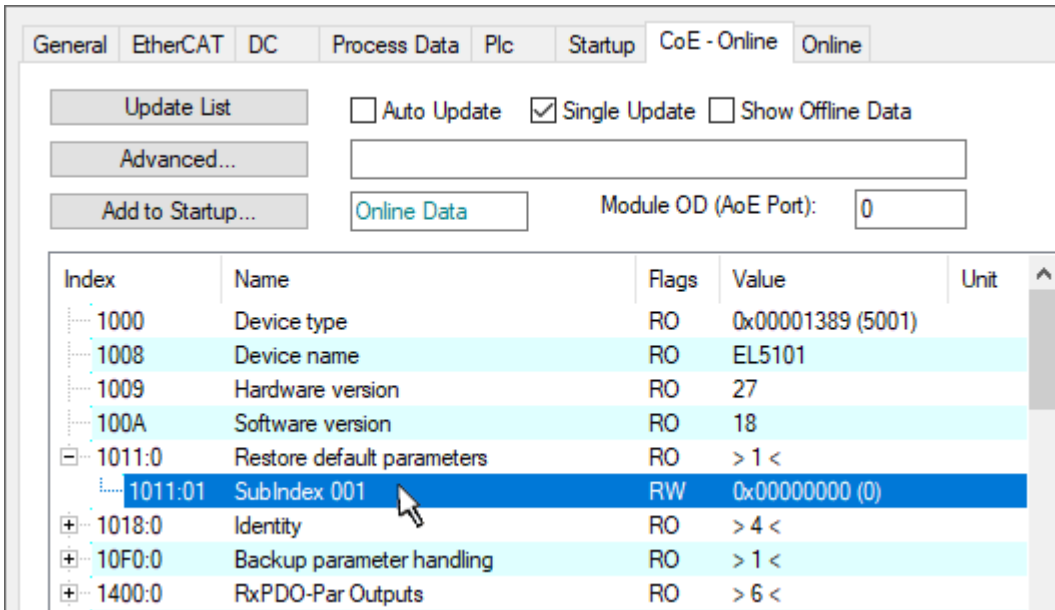 General EtherCAT DC Process Data Plc Startup CoE - Online Online
Update List Auto Update Single Update Show Offline Data
Advanced...
Add to Startup... Online Data Module OD (AoE Port): 0
Index Name Flags Value Unit
1000 Device type RO 0x00001389 (5001)
1008 Device name RO EL5101
1009 Hardware version RO 27
100A Software version RO 18
1011:0 Restore default parameters RO > 1 <
1011:01 SubIndex 001 RW 0x00000000 (0)
1018:0 Identity RO > 4 <
10F0:0 Backup parameter handling RO > 1 <
1400:0 RxPDO-Par Outputs RO > 6 <